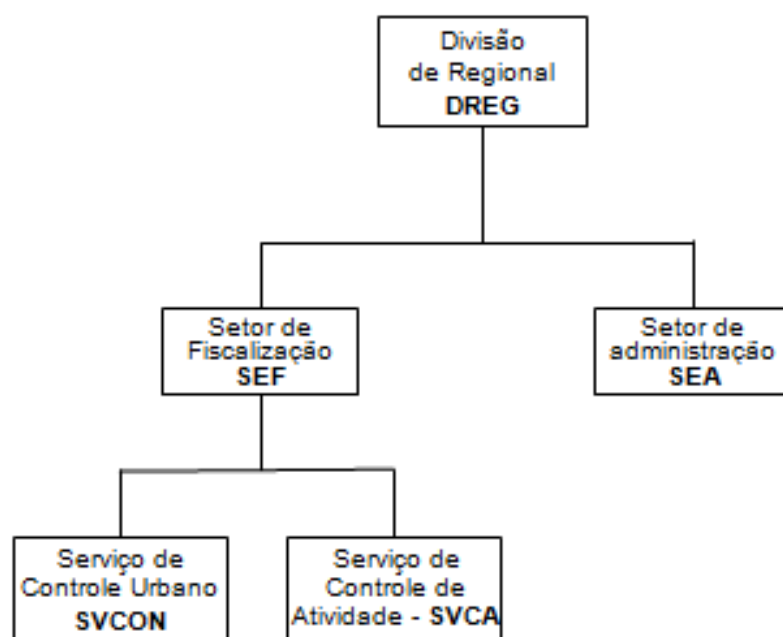 Divisão
de Regional
DREG
Setor de
Fiscalização
SEF
Setor de
administração
SEA
Serviço de
Controle Urbano
SVCON
Serviço de
Controle de
Atividade - SVCA